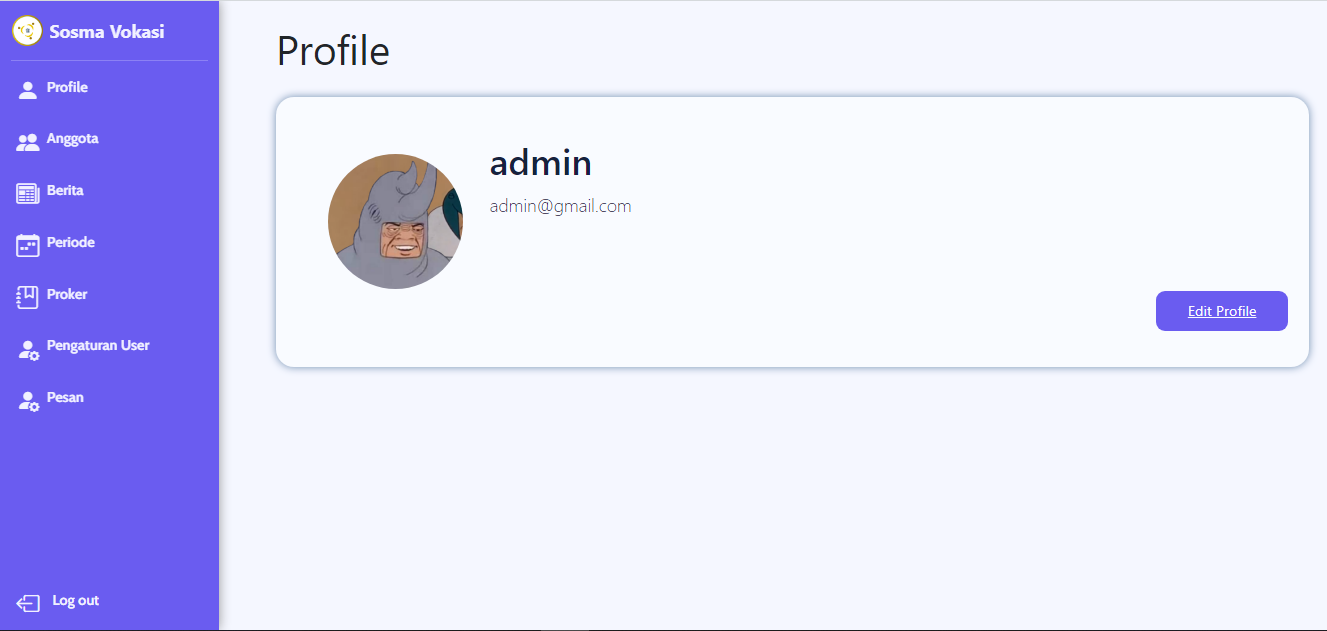 Sosma Vokasi
Profile
Anggota
Berita
Periode
Proker
Pengaturan User
Pesan
Log out
Profile
admin
admin@gmail.com
Edit Profile